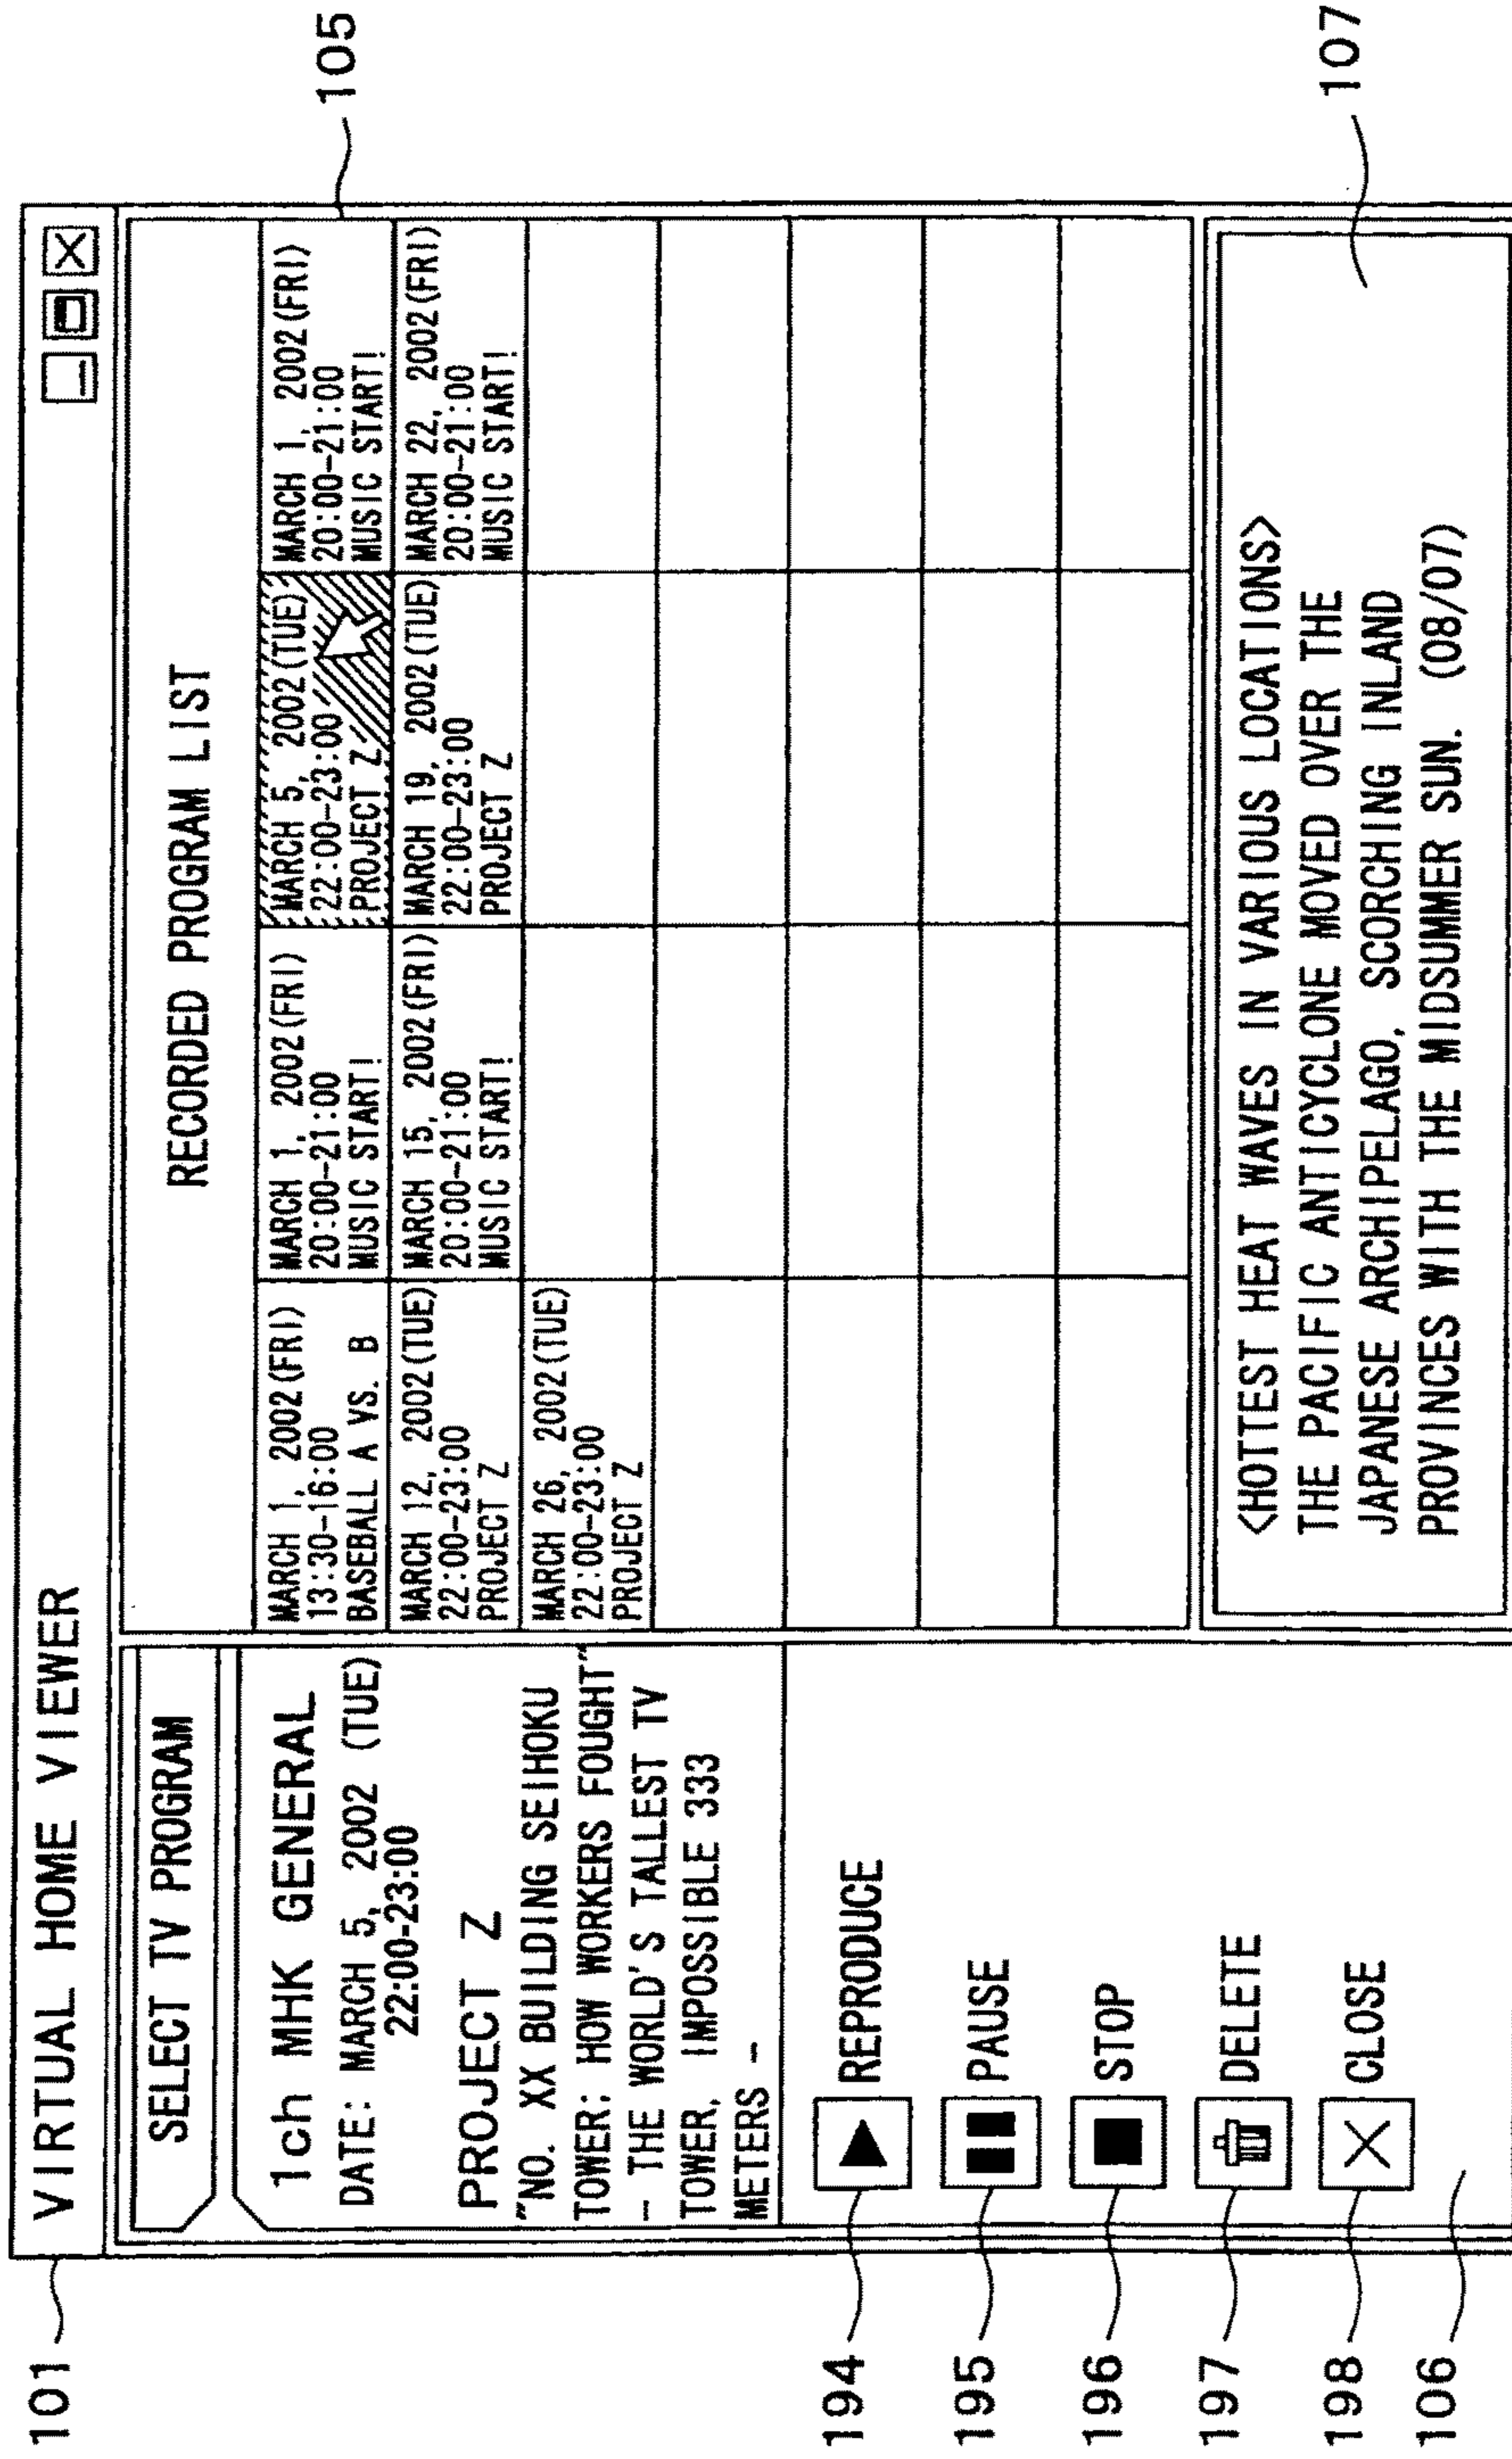 101
VIRTUAL HOME VIEWER
SELECT TV PROGRAM
1ch MHK GENERAL
DATE: MARCH 5, 2002 (TUE)
22:00-23:00
PROJECT Z
"NO. XX BUILDING SEIHOKU
TOWER: HOW WORKERS FOUGHT"
- THE WORLD'S TALLEST TV
TOWER, IMPOSSIBLE 333
METERS -
194
REPRODUCE
195
PAUSE
196
STOP
197
DELETE
198
CLOSE
106
RECORDED PROGRAM LIST
105
MARCH 1, 2002(FRI)
13:30-16:00
BASEBALL A VS. B
MARCH 1, 2002(FRI)
20:00-21:00
MUSIC START!
MARCH 5, 2002(TUE)
22:00-23:00
PROJECT Z
MARCH 1, 2002(FRI)
20:00-21:00
MUSIC START!
MARCH 12, 2002(TUE)
22:00-23:00
PROJECT Z
MARCH 15, 2002(FRI)
20:00-21:00
MUSIC START!
MARCH 19, 2002(TUE)
22:00-23:00
PROJECT Z
MARCH 22, 2002(FRI)
20:00-21:00
MUSIC START!
MARCH 26, 2002(TUE)
22:00-23:00
PROJECT Z
<HOTTEST HEAT WAVES IN VARIOUS LOCATIONS>
THE PACIFIC ANTICYCLONE MOVED OVER THE
JAPANESE ARCHIPELAGO, SCORCHING INLAND
PROVINCES WITH THE MIDSUMMER SUN. (08/07)
107